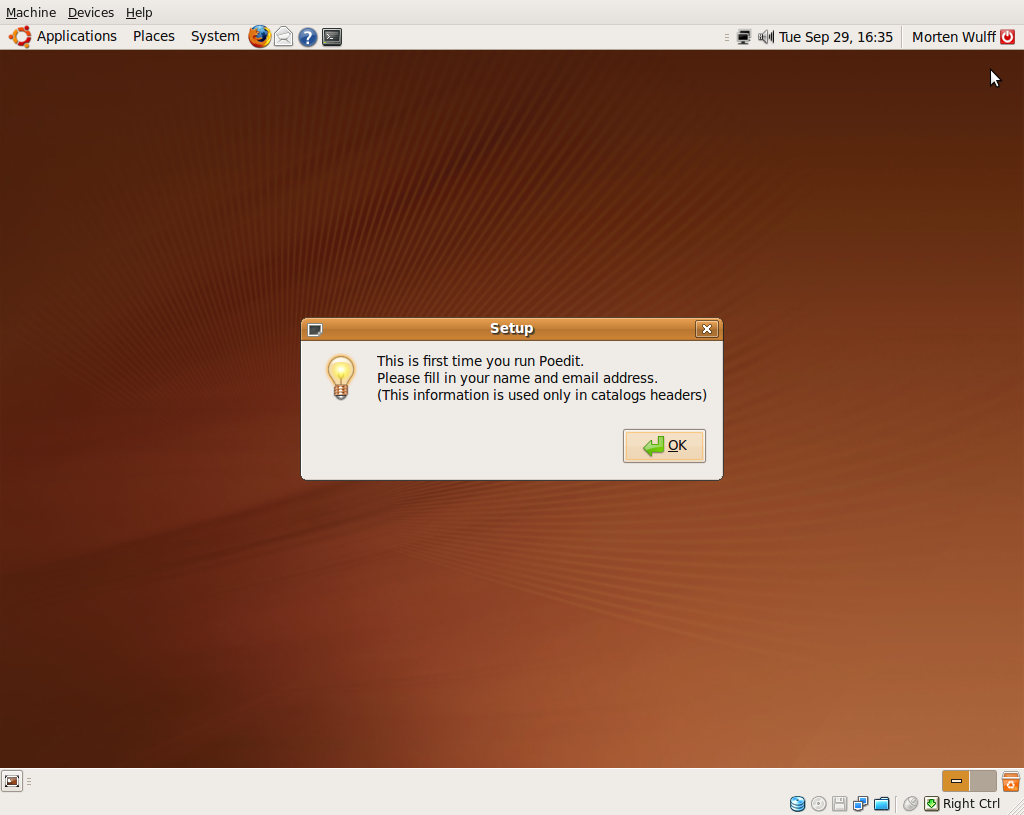 Machine Devices Help
Applications Places System Tue Sep 29, 16:35 Morten Wulff
Setup
This is first time you run Poedit.
Please fill in your name and email address.
(This information is used only in catalogs headers)
OK
Right Ctrl